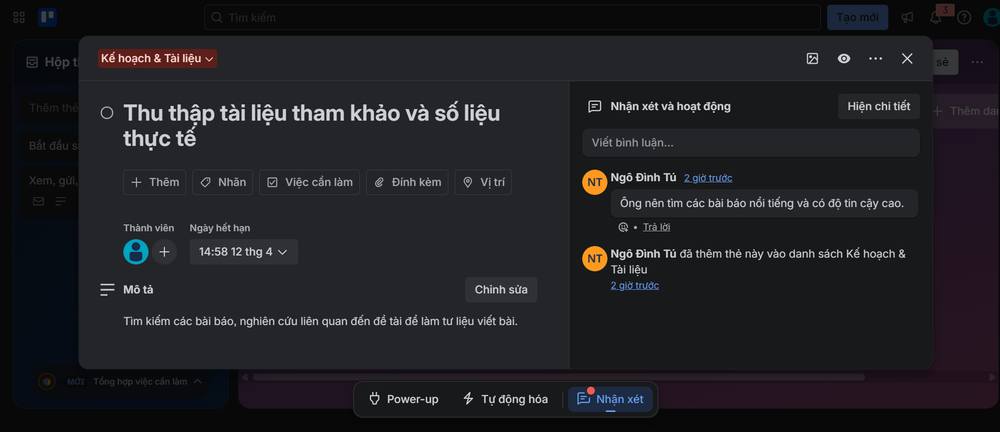 Tìm kiếm
Tạo mới
3
Hộp t
sẻ
Kế hoạch & Tài liệu
Thêm thẻ
Thêm dan
Bắt đầu s
Xem, gửi,
Thu thập tài liệu tham khảo và số liệu
thực tế
Thêm
Nhãn
Việc cần làm
Đính kèm
Vị trí
Thành viên
Ngày hết hạn
14:58 12 thg 4
Mô tả
Chỉnh sửa
Tìm kiếm các bài báo, nghiên cứu liên quan đến đề tài để làm tư liệu viết bài.
Nhận xét và hoạt động
Hiện chi tiết
Viết bình luận...
NT
Ngô Đình Tú 2 giờ trước
Ông nên tìm các bài báo nổi tiếng và có độ tin cậy cao.
• Trả lời
NT
Ngô Đình Tú đã thêm thẻ này vào danh sách Kế hoạch &
Tài liệu
2 giờ trước
MỚI Tổng hợp việc cần làm
Power-up
Tự động hóa
Nhận xét